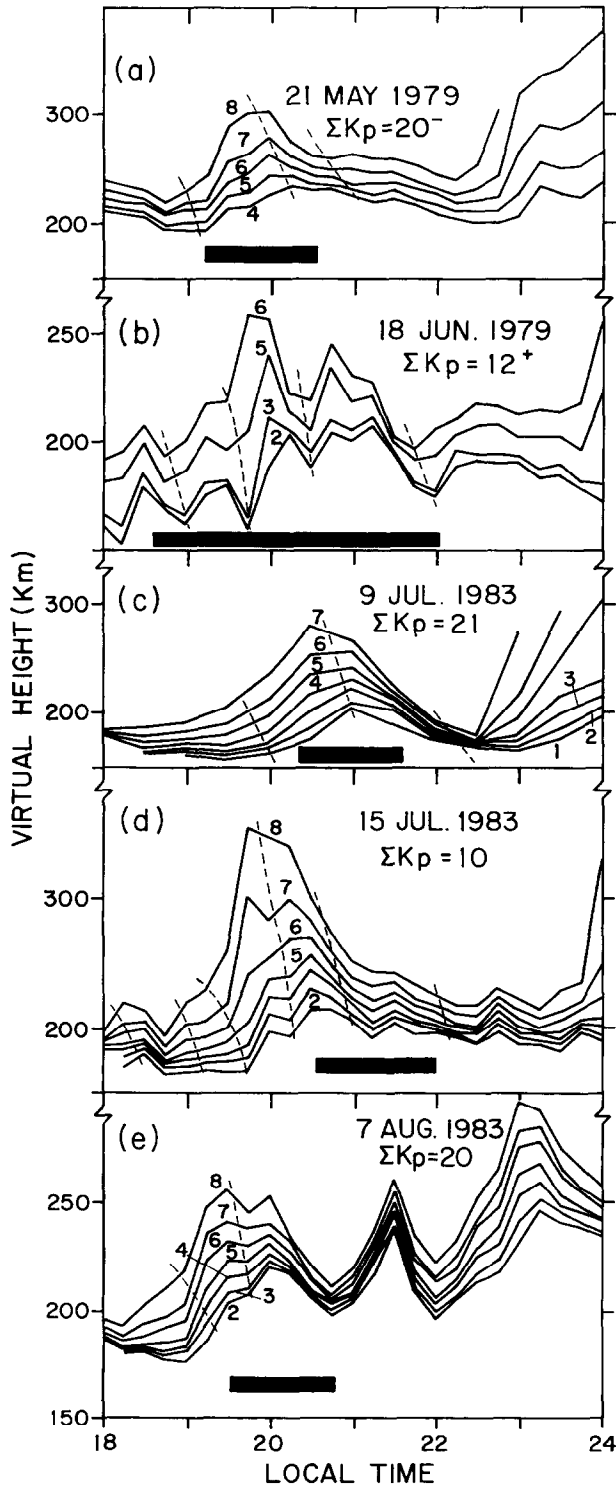 (a)
21 MAY 1979
ΣKp=20⁻
300
200
8
7
6
5
4
(b)
18 JUN. 1979
ΣKp=12⁺
250
200
6
5
3
2
(c)
9 JUL. 1983
ΣKp=21
300
200
7
6
5
4
3
2
1
(d)
15 JUL. 1983
ΣKp=10
300
200
8
7
6
5
2
(e)
7 AUG. 1983
ΣKp=20
250
200
150
8
7
6
5
4
3
2
18 20 22 24
LOCAL TIME
VIRTUAL HEIGHT (Km)